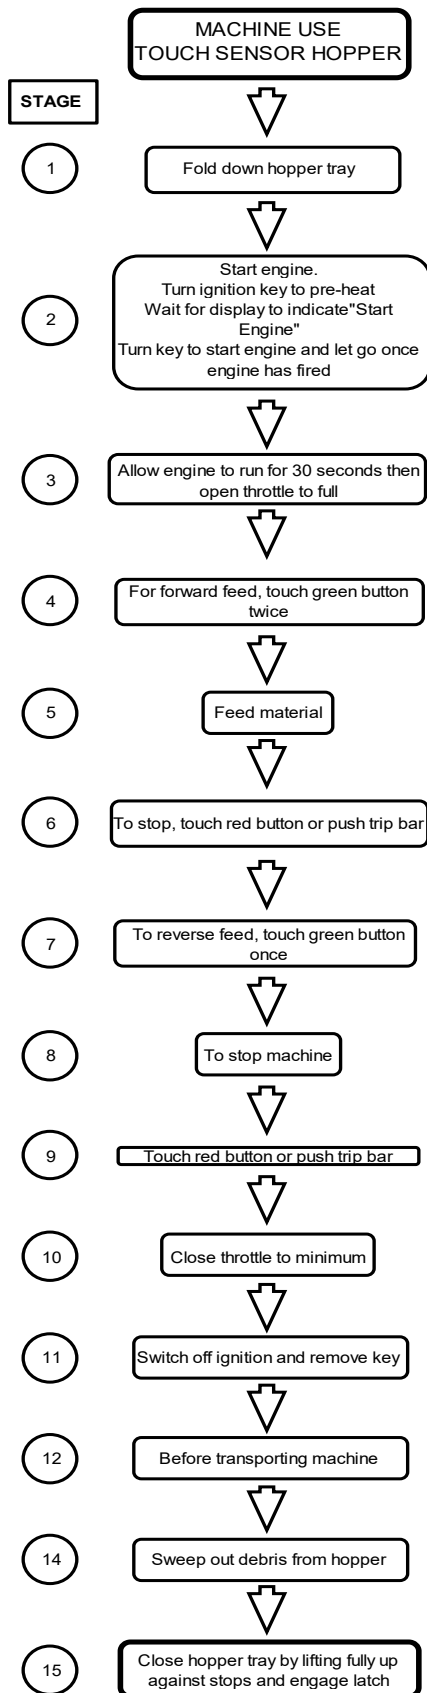 MACHINE USE
TOUCH SENSOR HOPPER
STAGE
1
Fold down hopper tray
2
Start engine.
Turn ignition key to pre-heat
Wait for display to indicate"Start
Engine"
Turn key to start engine and let go once
engine has fired
3
Allow engine to run for 30 seconds then
open throttle to full
4
For forward feed, touch green button
twice
5
Feed material
6
To stop, touch red button or push trip bar
7
To reverse feed, touch green button
once
8
To stop machine
9
Touch red button or push trip bar
10
Close throttle to minimum
11
Switch off ignition and remove key
12
Before transporting machine
14
Sweep out debris from hopper
15
Close hopper tray by lifting fully up
against stops and engage latch